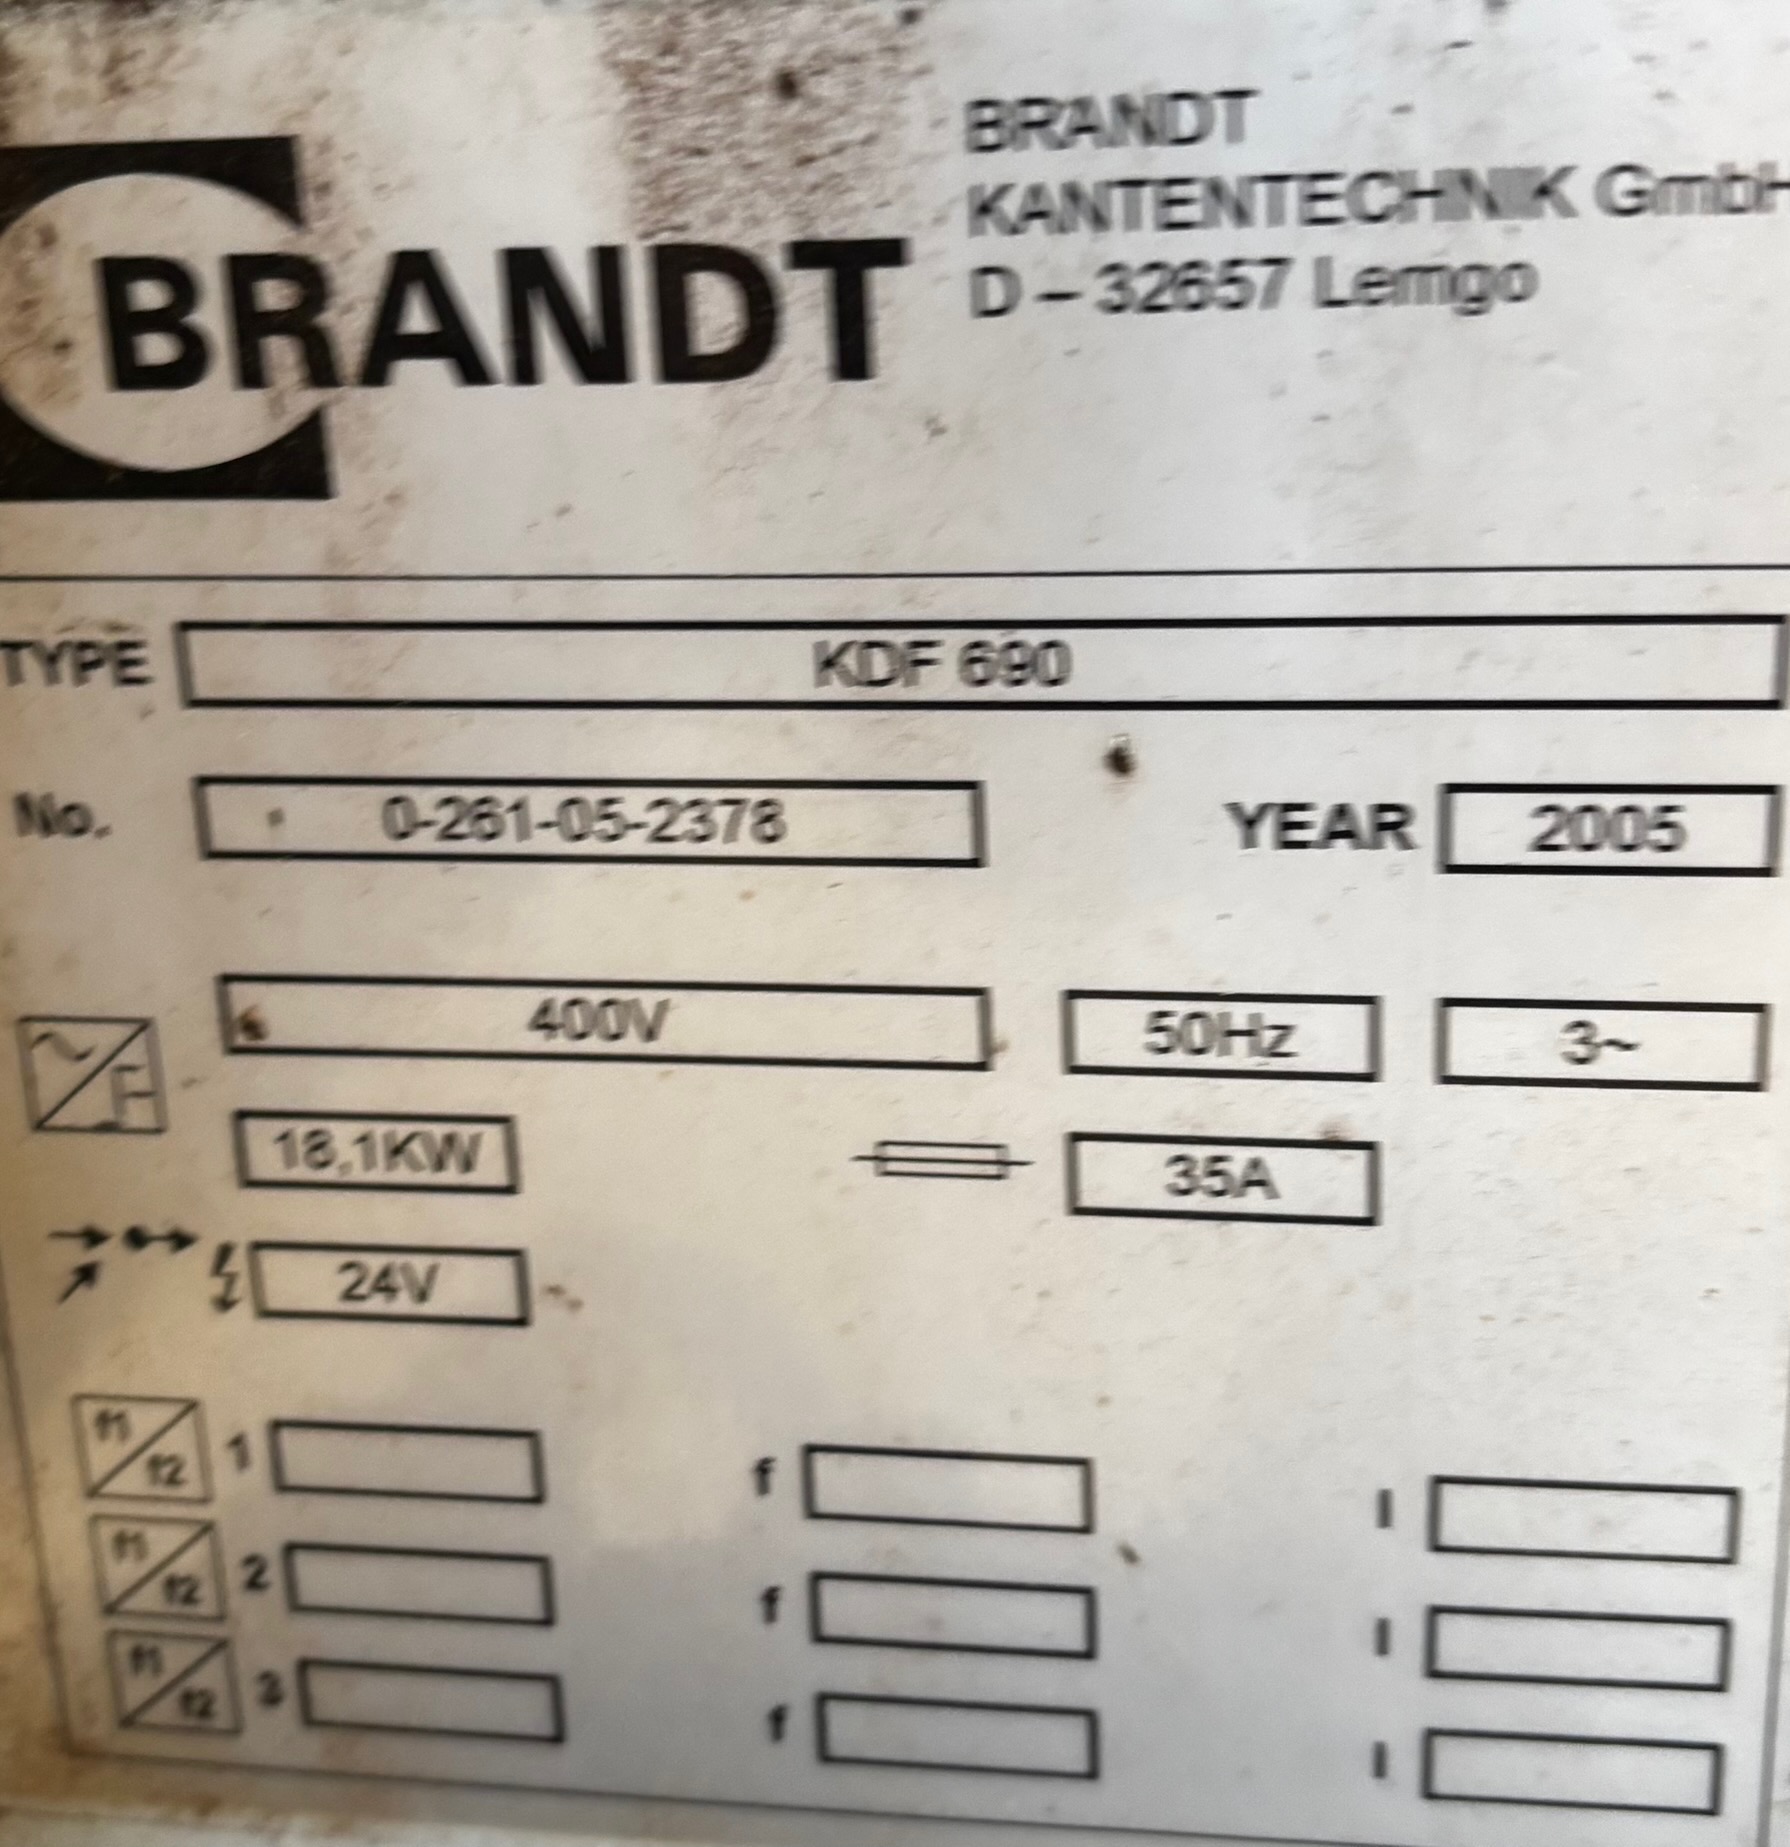 BRANDT
BRANDT
KANTENTECHNIK GmbH
D – 32657 Lemgo
TYPE KDF 690
No. 0-261-05-2378 YEAR 2005
400V 50Hz 3~
18,1KW 35A
24V
f1 f2 1 f I
f1 f2 2 f I
f1 f2 3 f I